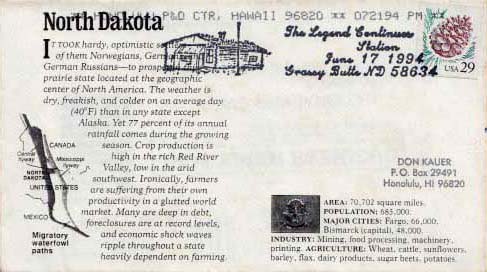 North Dakota
HONOLULU P&D CTR, HAWAII 96820 ** 072194 PM **
The Legend Continues
Station
June 17 1994
Grassy Butte ND 58634
USA 29
IT TOOK hardy, optimistic
of them Norwegians,
German Russians—to prosper
prairie state located at the geographic
center of North America. The weather is
dry, freakish, and colder on an average day
(40°F) than in any state except
Alaska. Yet 77 percent of its annual
rainfall comes during the growing
season. Crop production is
high in the rich Red River
Valley, low in the arid
southwest. Ironically, farmers
are suffering from their own
productivity in a glutted world
market. Many are deep in debt,
foreclosures are at record levels,
and economic shock waves
ripple throughout a state
heavily dependent on farming.
CANADA
Central
flyway
Mississippi
flyway
NORTH
DAKOTA
UNITED STATES
MEXICO
Migratory
waterfowl
paths
DON KAUER
P.O. Box 29491
Honolulu, HI 96820
AREA: 70,702 square miles.
POPULATION: 685,000.
MAJOR CITIES: Fargo, 66,000,
Bismarck (capital), 48,000.
INDUSTRY: Mining, food processing, machinery,
printing. AGRICULTURE: Wheat, cattle, sunflowers,
barley, flax, dairy products, sugar beets, potatoes.